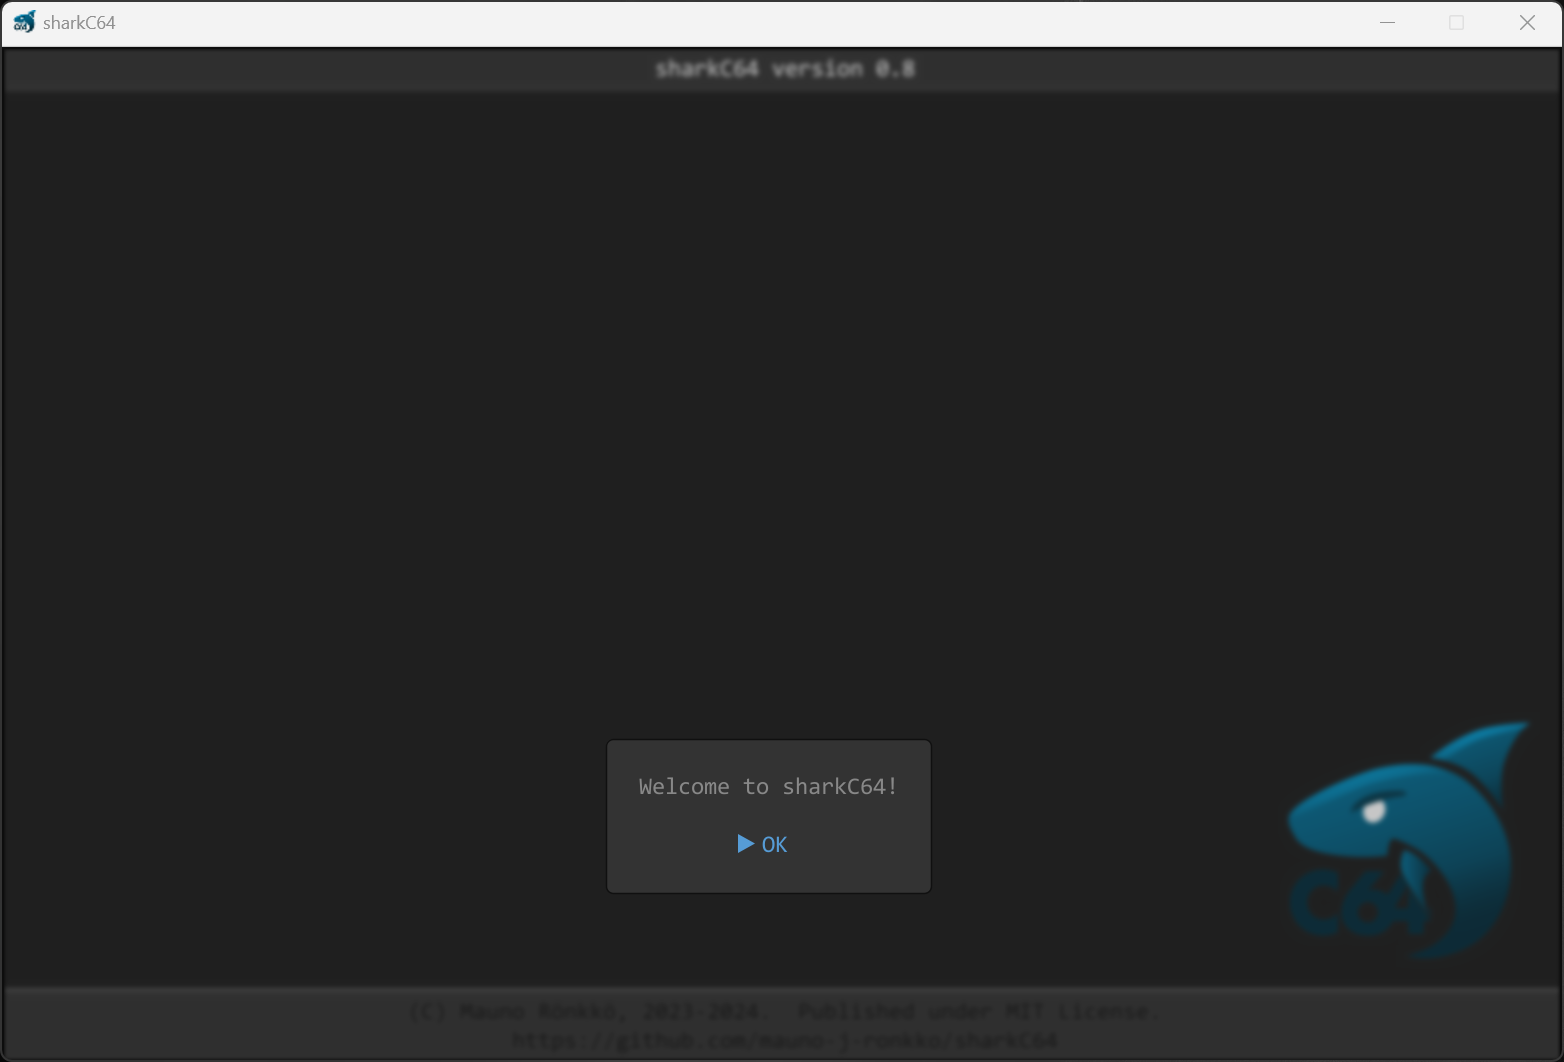 sharkC64
sharkC64 version 0.8
Welcome to sharkC64!
OK
C64
(C) Mauno Rönkkö, 2023-2024.  Published under MIT License.
https://github.com/mauno-j-ronkko/sharkC64